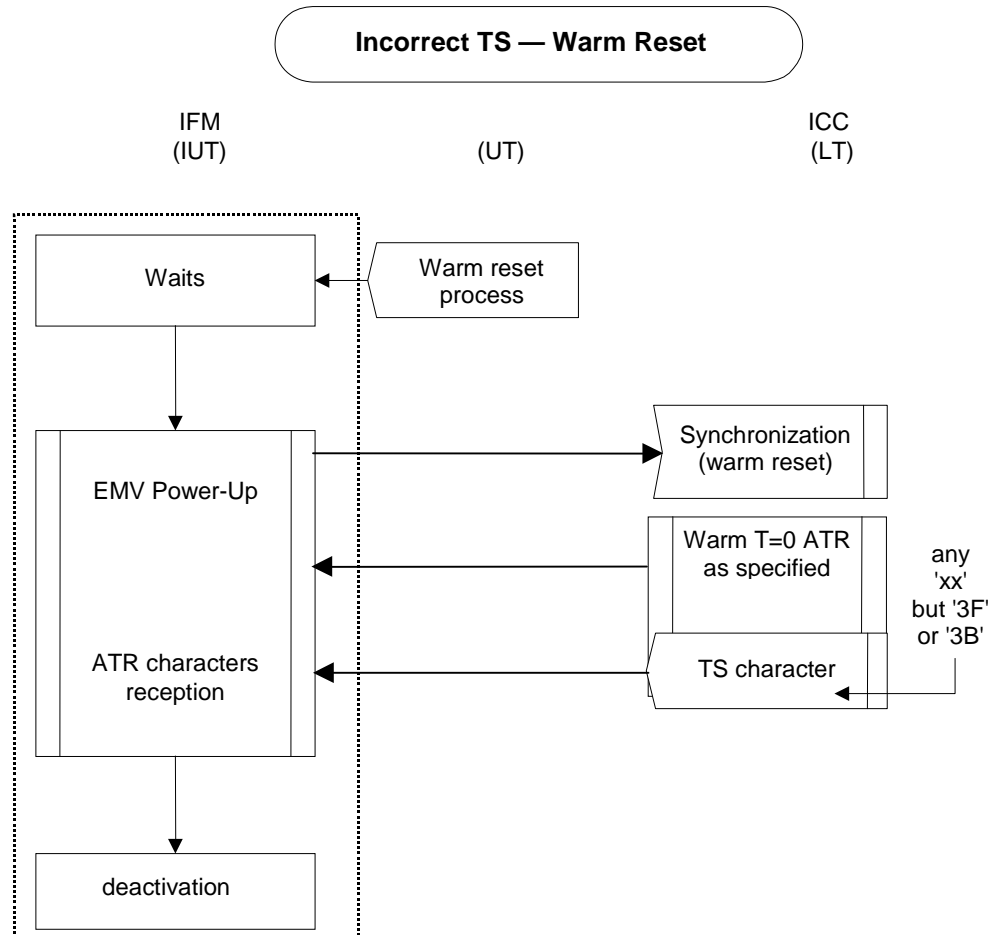 Incorrect TS — Warm Reset
IFM
(IUT)
(UT)
ICC
(LT)
Waits
Warm reset
process
Synchronization
(warm reset)
EMV Power-Up
Warm T=0 ATR
as specified
any
'xx'
but '3F'
or '3B'
ATR characters
reception
TS character
deactivation